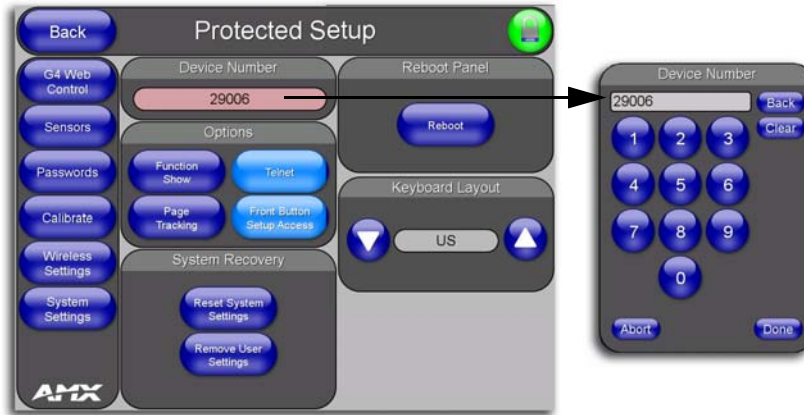 Back
Protected Setup
G4 Web
Control
Sensors
Passwords
Calibrate
Wireless
Settings
System
Settings
AMX
Device Number
29006
Options
Function
Show
Telnet
Page
Tracking
Front Button
Setup Access
System Recovery
Reset System
Settings
Remove User
Settings
Reboot Panel
Reboot
Keyboard Layout
US
Device Number
29006
Back
Clear
1 2 3
4 5 6
7 8 9
0
Abort
Done